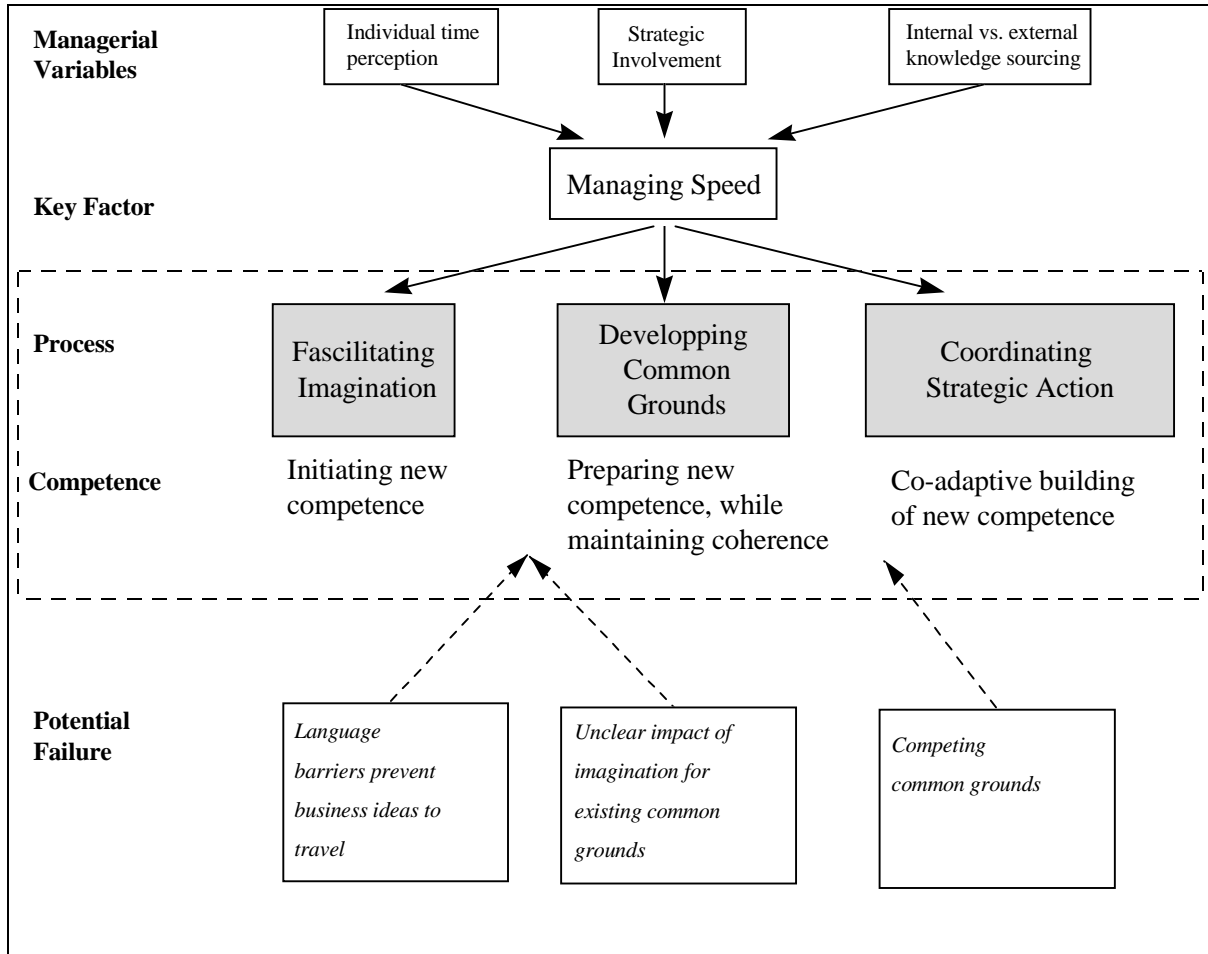 Managerial
Variables
Individual time
perception
Strategic
Involvement
Internal vs. external
knowledge sourcing
Managing Speed
Key Factor
Process
Fascilitating
Imagination
Developping
Common
Grounds
Coordinating
Strategic Action
Competence
Initiating new
competence
Preparing new
competence, while
maintaining coherence
Co-adaptive building
of new competence
Potential
Failure
Language
barriers prevent
business ideas to
travel
Unclear impact of
imagination for
existing common
grounds
Competing
common grounds